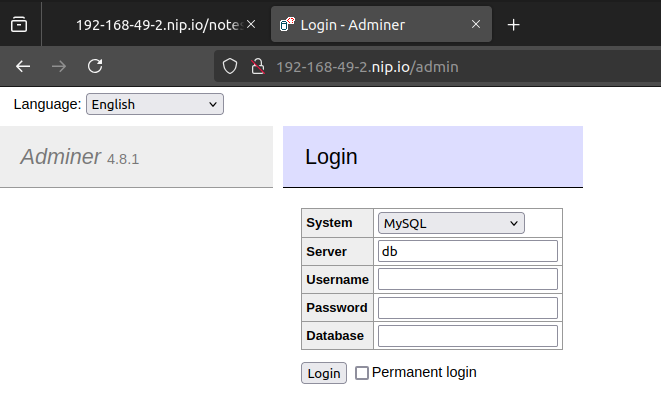 192-168-49-2.nip.io/note
Login - Adminer
192-168-49-2.nip.io/admin
Language: English
Adminer 4.8.1
Login
System MySQL
Server db
Username
Password
Database
Login Permanent login